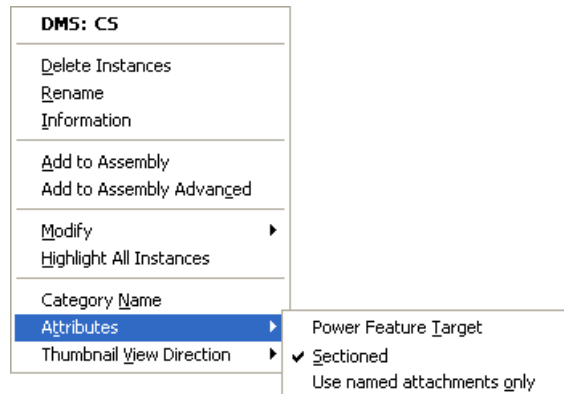 DMS: CS
Delete Instances
Rename
Information
Add to Assembly
Add to Assembly Advanced
Modify
Highlight All Instances
Category Name
Attributes
Thumbnail View Direction
Power Feature Target
Sectioned
Use named attachments only